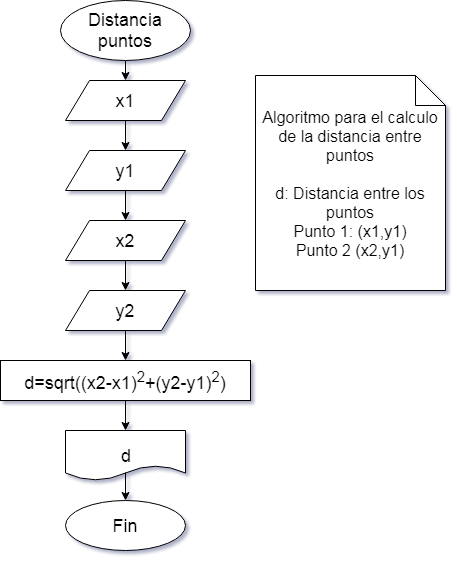 Distancia
puntos
x1
y1
x2
y2
d=sqrt((x2-x1)²+(y2-y1)²)
d
Fin
Algoritmo para el calculo
de la distancia entre
puntos
d: Distancia entre los
puntos
Punto 1: (x1,y1)
Punto 2 (x2,y1)